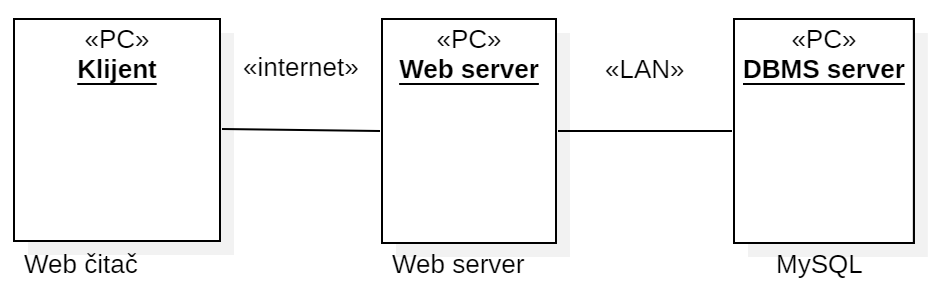 «PC»
Klijent
«internet»
«PC»
Web server
«LAN»
«PC»
DBMS server
Web čitač
Web server
MySQL